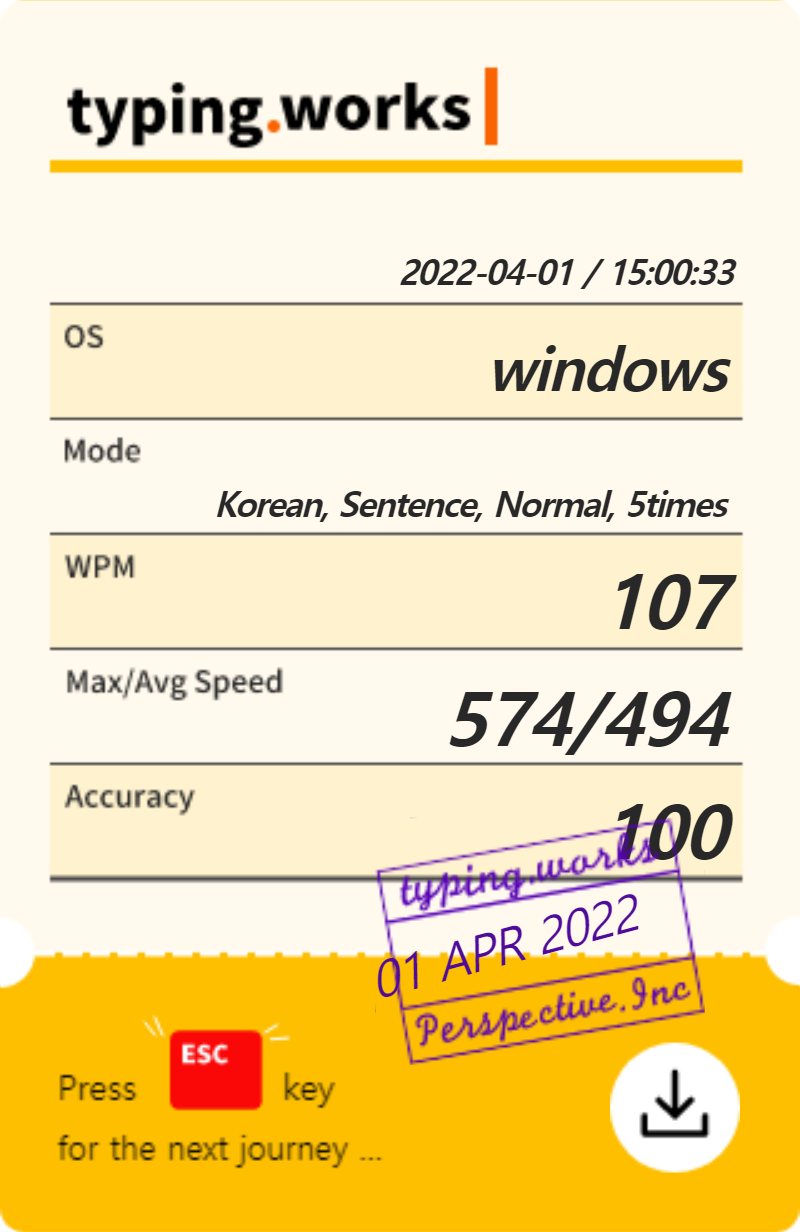 typing.works
2022-04-01 / 15:00:33
OS
windows
Mode
Korean, Sentence, Normal, 5times
WPM
107
Max/Avg Speed
574/494
Accuracy
100
typing.works
01 APR 2022
Perspective.Inc
Press ESC key
for the next journey ...